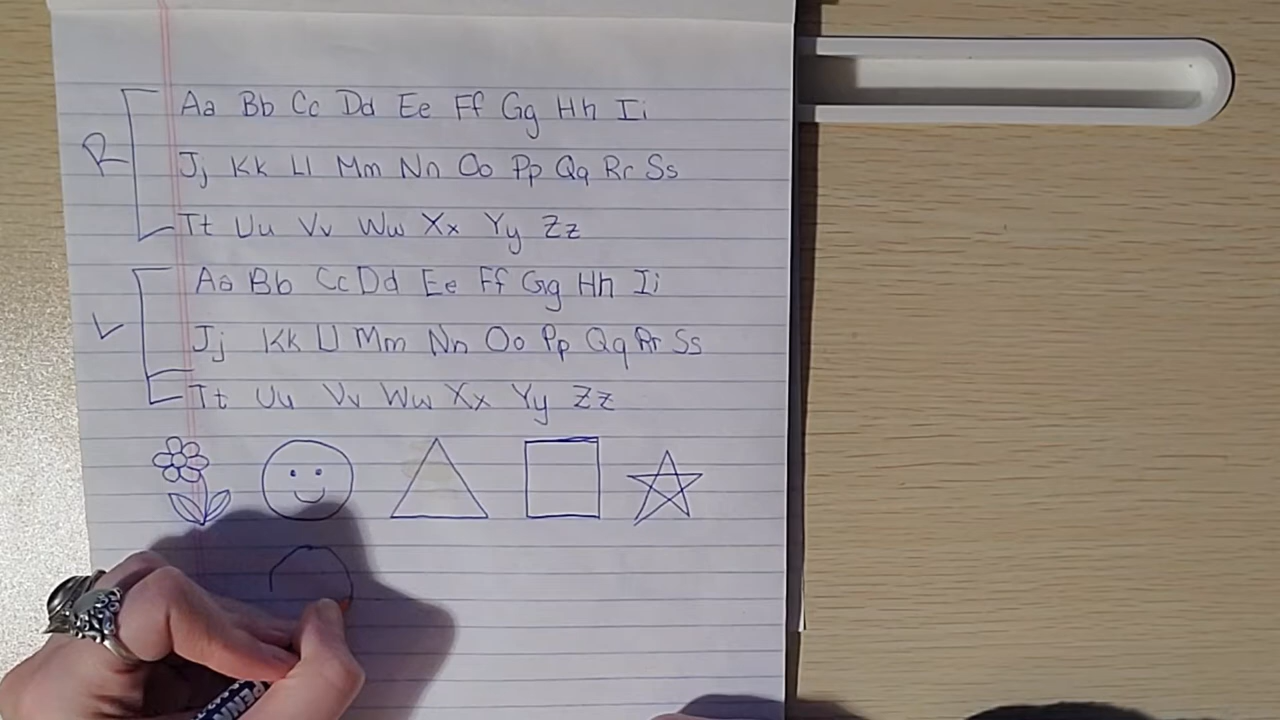 R
Aa Bb Cc Dd Ee Ff Gg Hh Ii
Jj Kk Ll Mm Nn Oo Pp Qq Rr Ss
Tt Uu Vv Ww Xx Yy Zz
L
Aa Bb Cc Dd Ee Ff Gg Hh Ii
Jj Kk Ll Mm Nn Oo Pp Qq Rr Ss
Tt Uu Vv Ww Xx Yy Zz